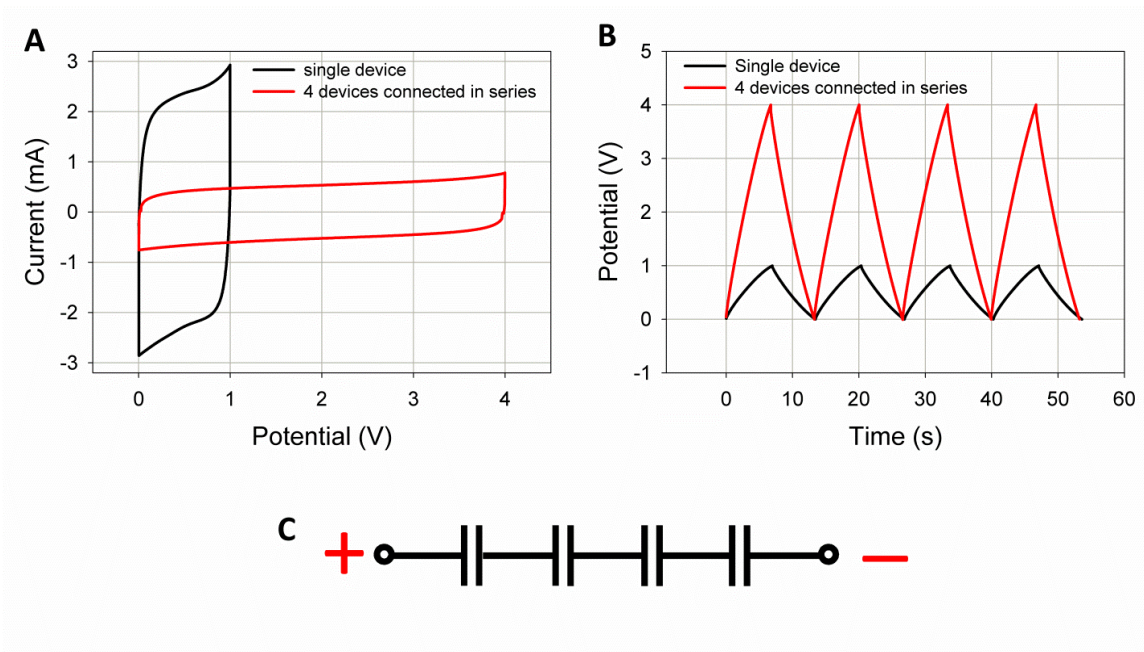 A
3
2
1
0
-1
-2
-3
Current (mA)
single device
4 devices connected in series
0
1
2
3
4
Potential (V)
B
5
4
3
2
1
0
-1
Potential (V)
Single device
4 devices connected in series
0
10
20
30
40
50
60
Time (s)
C
+
—